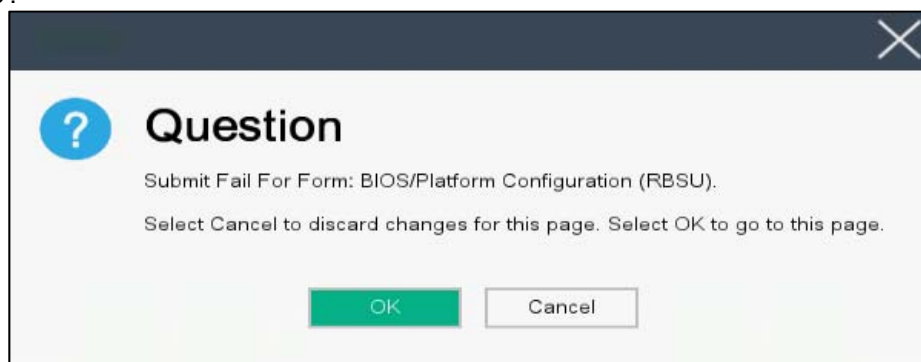 ?
Question
Submit Fail For Form: BIOS/Platform Configuration (RBSU).
Select Cancel to discard changes for this page. Select OK to go to this page.
OK Cancel